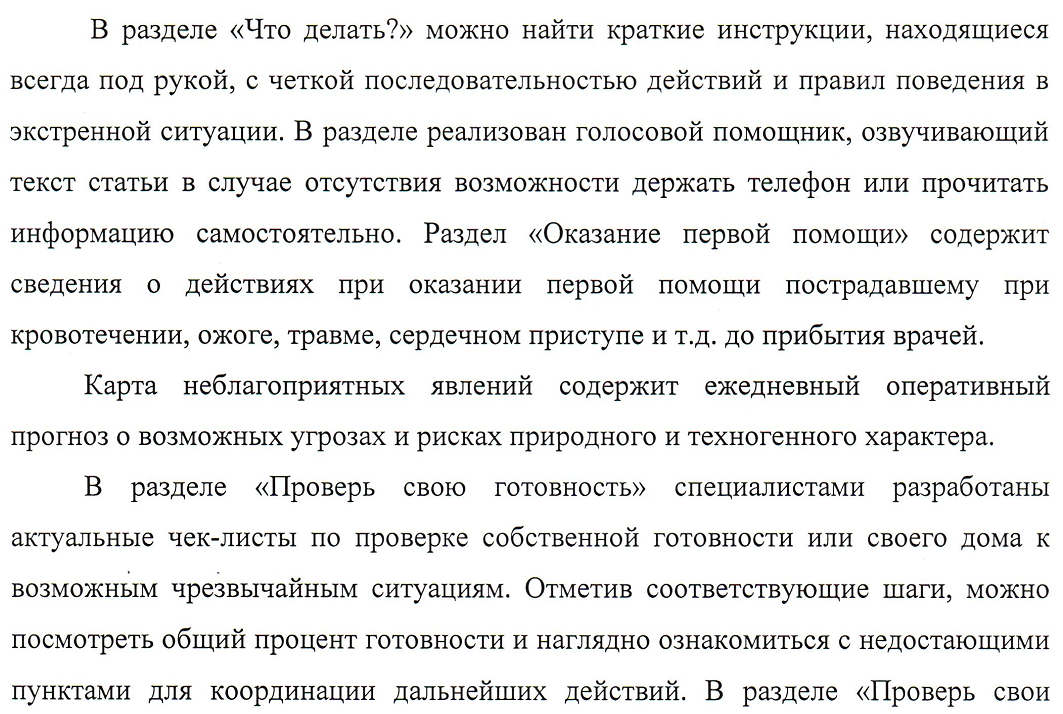 В разделе «Что делать?» можно найти краткие инструкции, находящиеся
всегда под рукой, с четкой последовательностью действий и правил поведения в
экстренной ситуации. В разделе реализован голосовой помощник, озвучивающий
текст статьи в случае отсутствия возможности держать телефон или прочитать
информацию самостоятельно. Раздел «Оказание первой помощи» содержит
сведения о действиях при оказании первой помощи пострадавшему при
кровотечении, ожоге, травме, сердечном приступе и т.д. до прибытия врачей.
Карта неблагоприятных явлений содержит ежедневный оперативный
прогноз о возможных угрозах и рисках природного и техногенного характера.
В разделе «Проверь свою готовность» специалистами разработаны
актуальные чек-листы по проверке собственной готовности или своего дома к
возможным чрезвычайным ситуациям. Отметив соответствующие шаги, можно
посмотреть общий процент готовности и наглядно ознакомиться с недостающими
пунктами для координации дальнейших действий. В разделе «Проверь свои